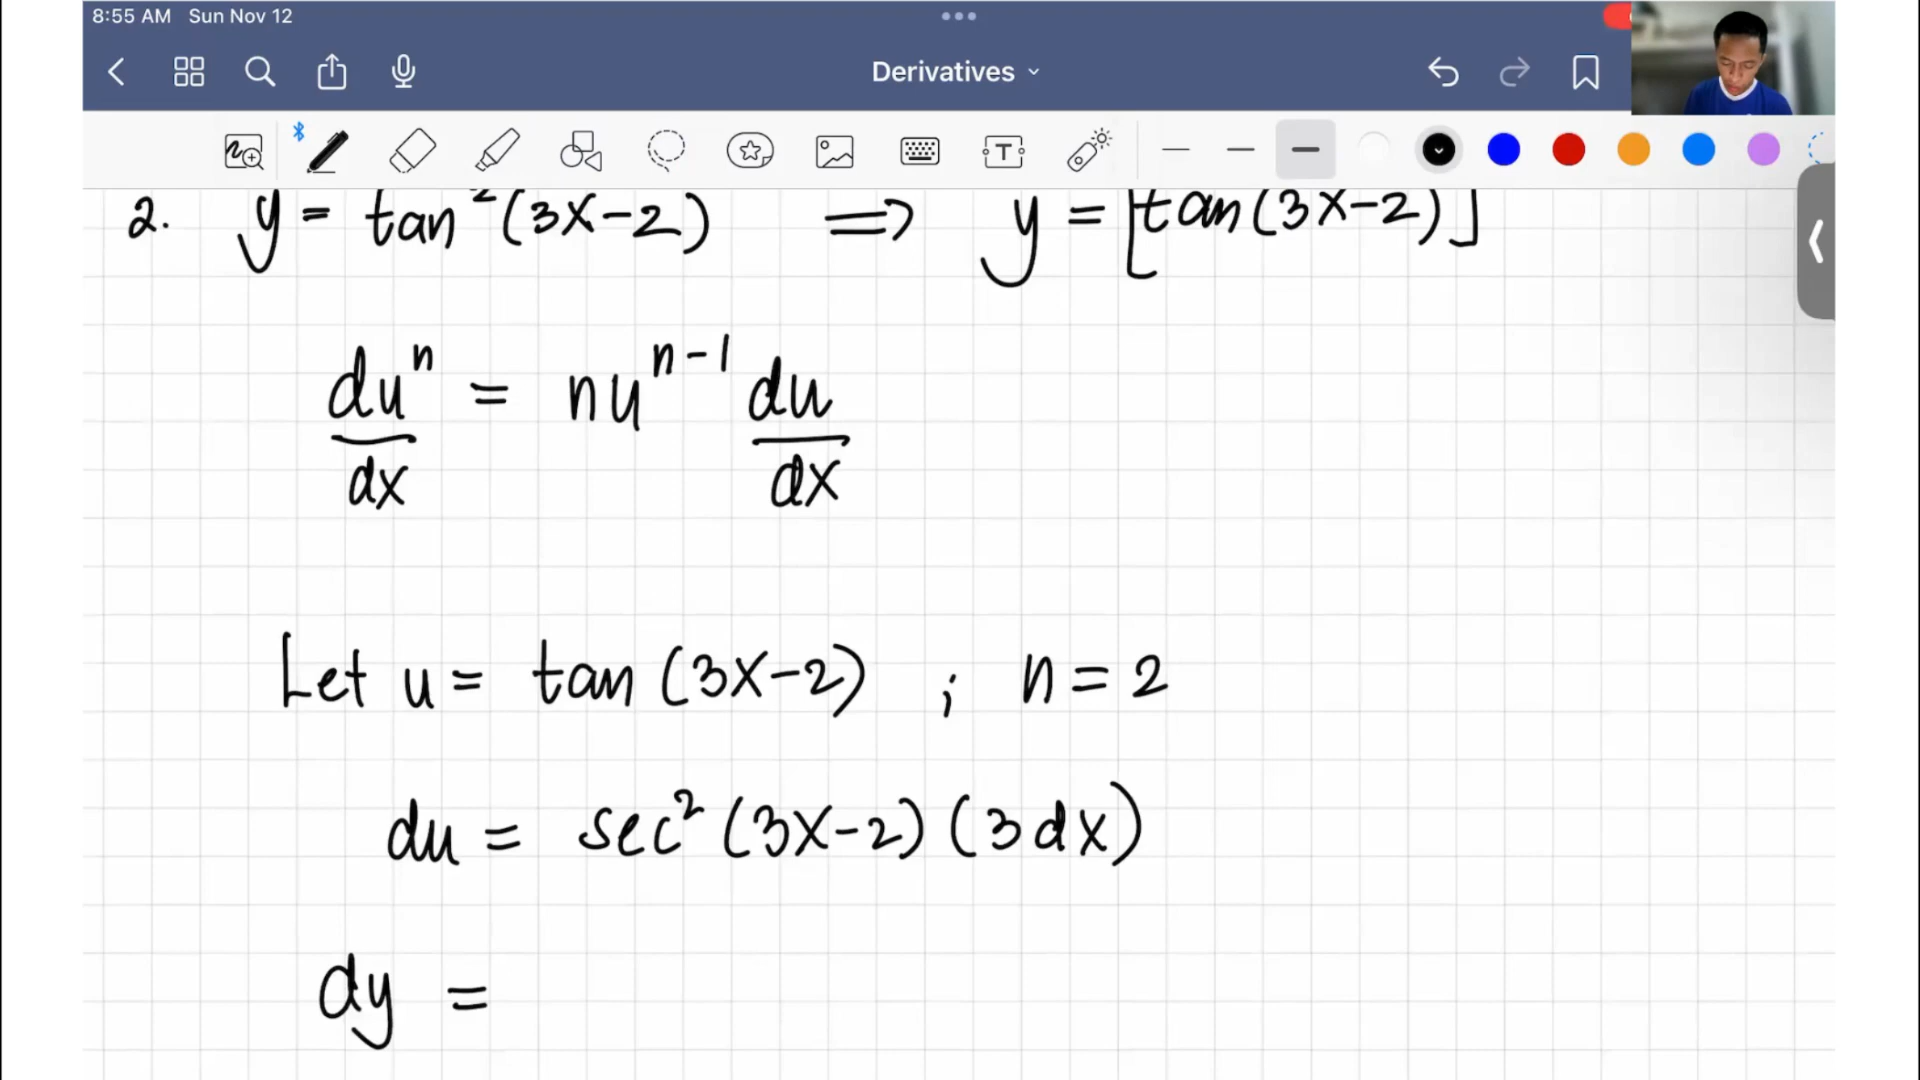 8:55 AM Sun Nov 12
Derivatives
T
2. y = tan²(3x-2) ⇒ y = [tan(3x-2)]
duⁿ/dx = nuⁿ⁻¹ du/dx
Let u = tan (3x-2) ; n = 2
du = sec² (3x-2) (3dx)
dy =